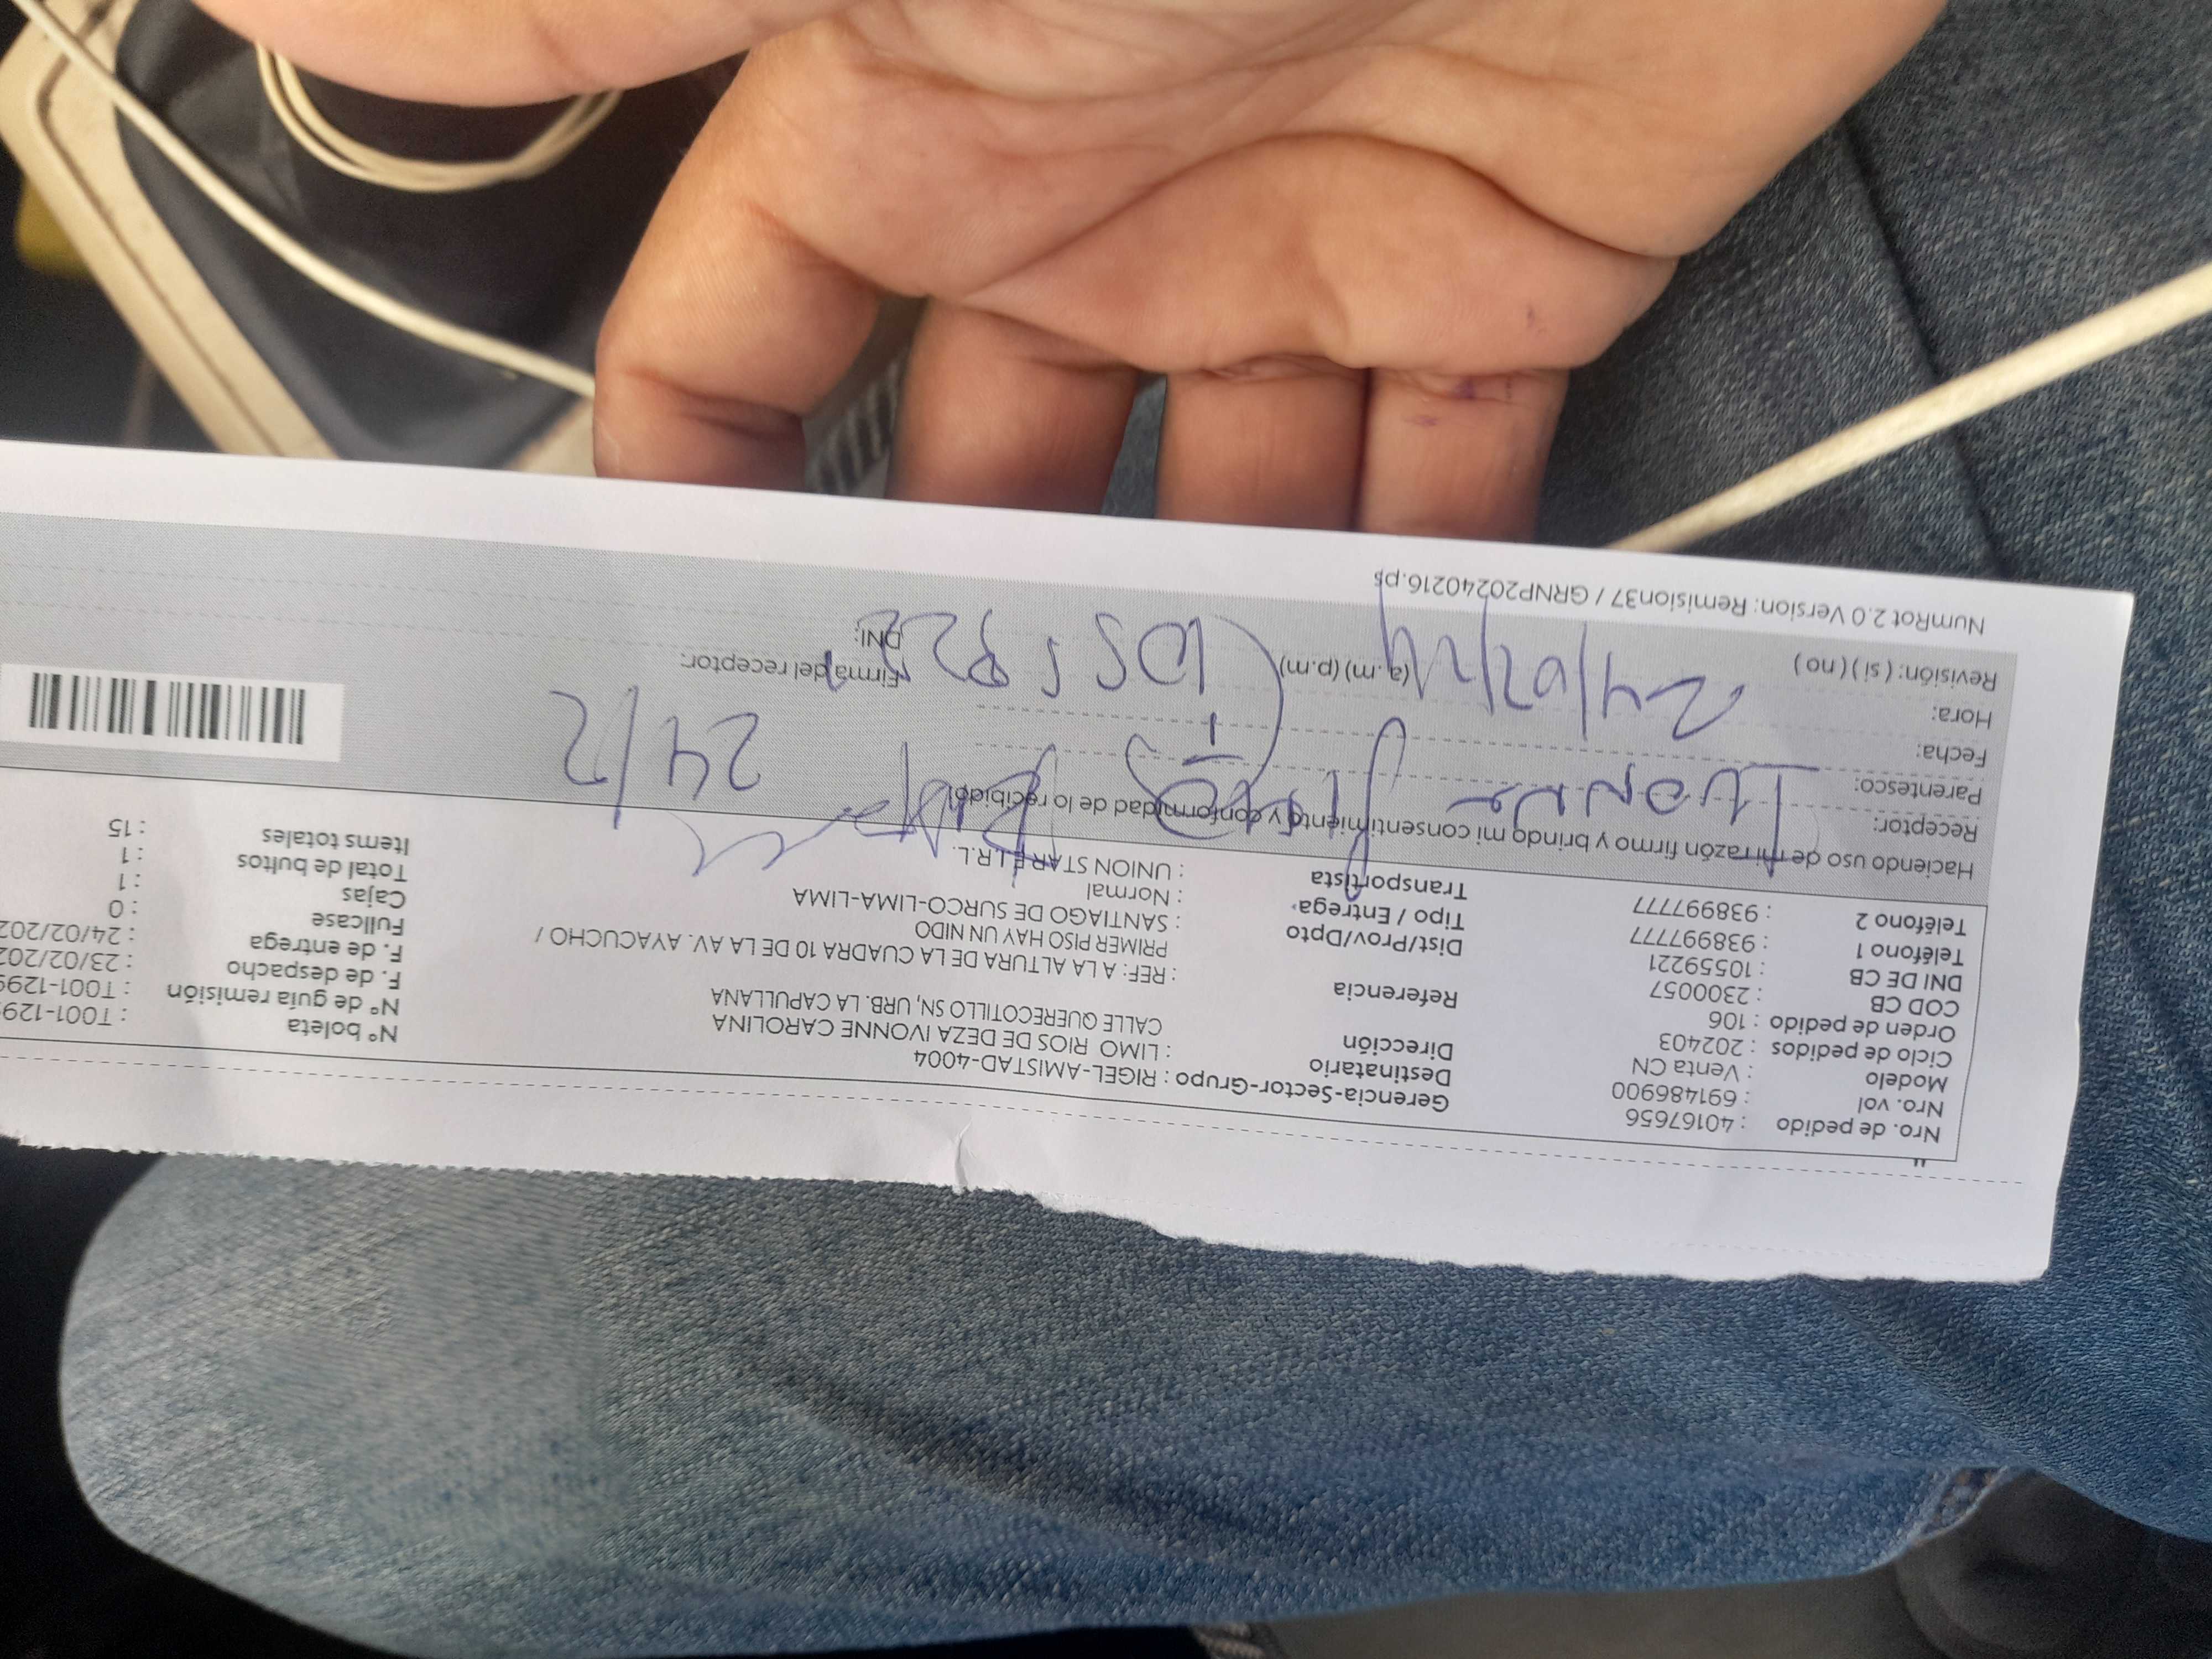 Nro. de pedido : 40167656
Nro. vol : 691486900
Modelo : Venta CN
Ciclo de pedidos : 202403
Orden de pedido : 106
COD CB : 2300057
DNI DE CB : 10559221
Teléfono 1 : 938997777
Teléfono 2 : 938997777
Gerencia-Sector-Grupo : RIGEL-AMISTAD-4004
Destinatario : LIMO RIOS DE DEZA IVONNE CAROLINA
Dirección CALLE QUERECOTILLO SN, URB. LA CAPULLANA
Referencia : REF: A LA ALTURA DE LA CUADRA 10 DE LA AV. AYACUCHO /
PRIMER PISO HAY UN NIDO
Dist/Prov/Dpto : SANTIAGO DE SURCO-LIMA-LIMA
Tipo / Entrega : Normal
Transportista : UNION STAR E.I.R.L.
N° boleta : T001-129
N° de guía remisión : T001-129
F. de despacho : 23/02/202
F. de entrega : 24/02/202
Fullcase : 0
Cajas : 1
Total de bultos : 1
Items totales : 15
Haciendo uso de mi razón firmo y brindo mi consentimiento y conformidad de lo recibido.
Receptor:
Parentesco:
Fecha:
Hora:
Revisión: ( si ) ( no )
(a.m) (p.m)
Firma del receptor:
DNI:
24/2
24/02/24
NumRot 2.0 Version: Remision37 / GRNP20240216.ps